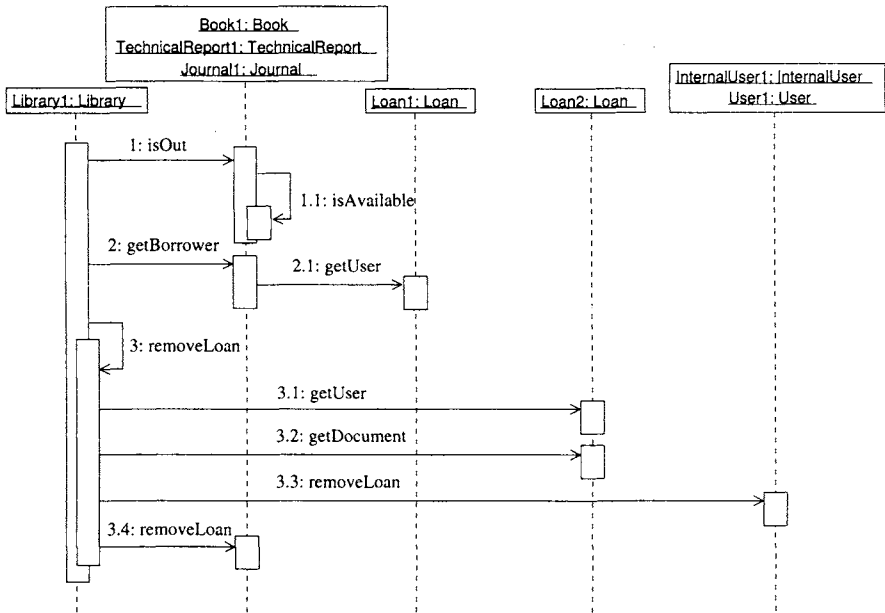 Book1: Book
TechnicalReport1: TechnicalReport
Journal1: Journal
InternalUser1: InternalUser
User1: User
Library1: Library
Loan1: Loan
Loan2: Loan
1: isOut
1.1: isAvailable
2: getBorrower
2.1: getUser
3: removeLoan
3.1: getUser
3.2: getDocument
3.3: removeLoan
3.4: removeLoan